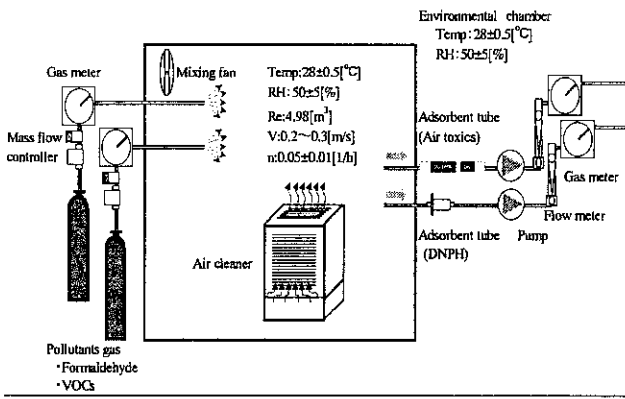 Environmental chamber
Temp:28±0.5[°C]
RH:50±5[%]
Gas meter
Mixing fan
Temp:28±0.5[°C]
RH:50±5[%]
Re:4.98[m³]
V:0.2~0.3[m/s]
n:0.05±0.01[1/h]
Mass flow
controller
Adsorbent tube
(Air toxics)
Gas meter
Flow meter
Air cleaner
Adsorbent tube
(DNPH)
Pump
Pollutants gas
・Formaldehyde
・VOCs